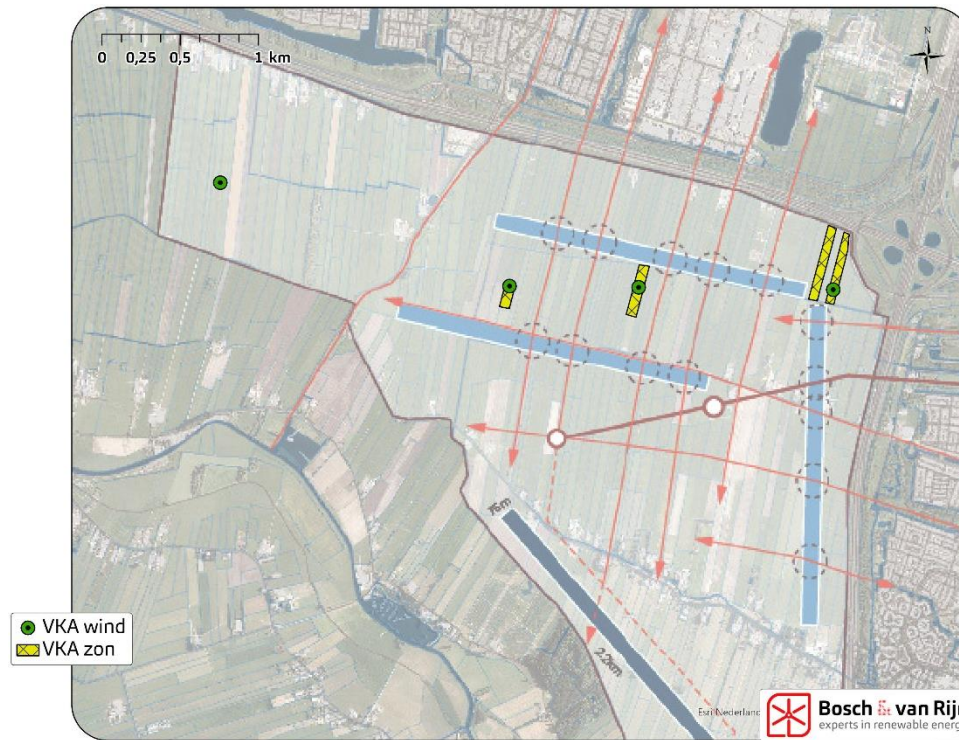 N
0 0,25 0,5 1 km
76m
2.2km
VKA wind
VKA zon
Esri Nederland
Bosch & van Rijn
experts in renewable energ